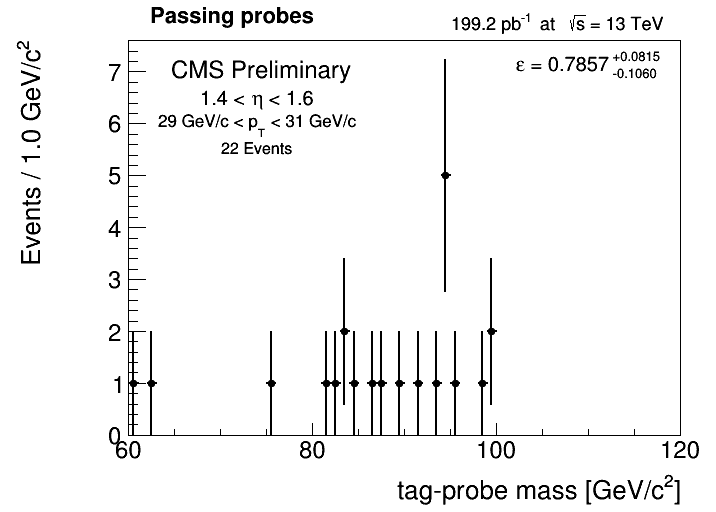 Passing probes
199.2 pb-1 at √s = 13 TeV
CMS Preliminary
ε = 0.7857 +0.0815 -0.1060
1.4 < η < 1.6
29 GeV/c < pT < 31 GeV/c
22 Events
Events / 1.0 GeV/c2
7
6
5
4
3
2
1
0
60 80 100 120
tag-probe mass [GeV/c2]